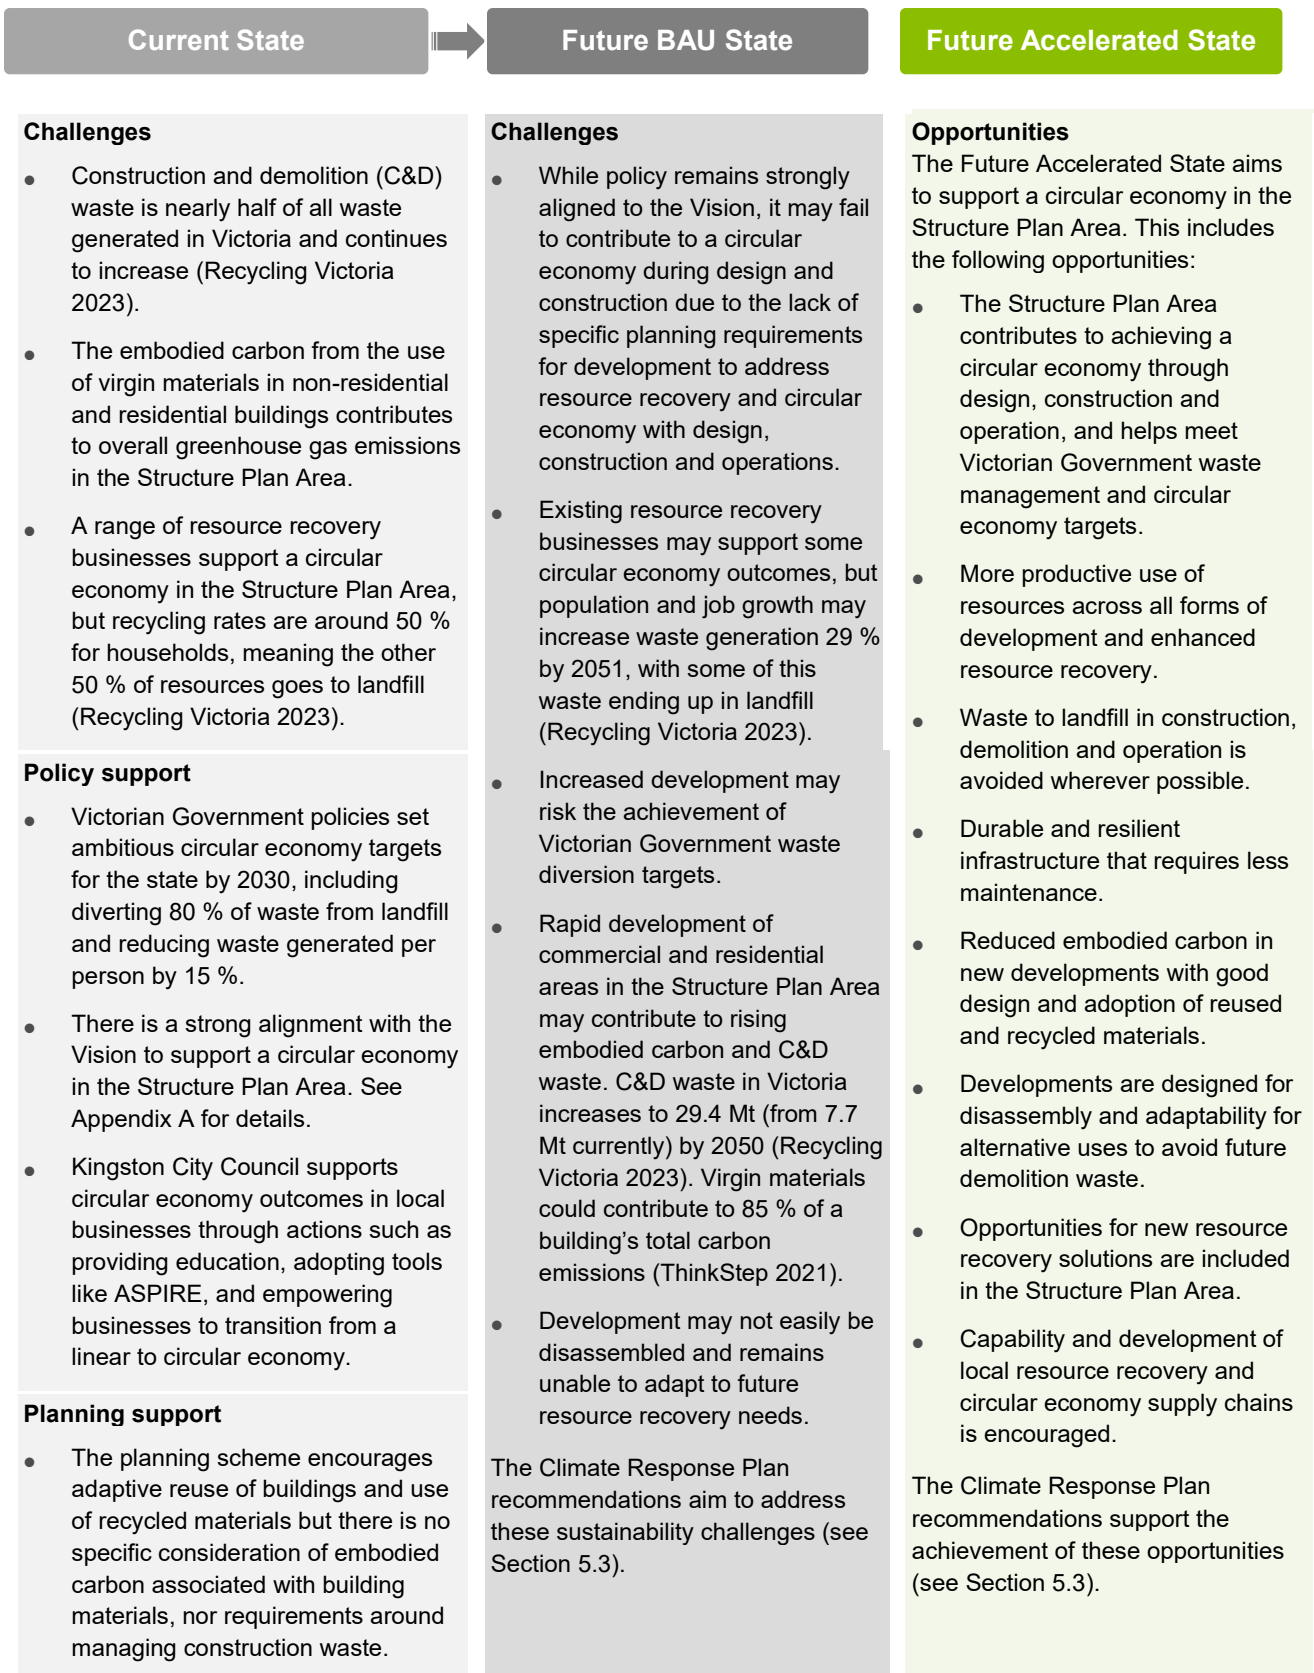 Current State
Future BAU State
Future Accelerated State
Challenges
• Construction and demolition (C&D)
waste is nearly half of all waste
generated in Victoria and continues
to increase (Recycling Victoria
2023).
• The embodied carbon from the use
of virgin materials in non-residential
and residential buildings contributes
to overall greenhouse gas emissions
in the Structure Plan Area.
• A range of resource recovery
businesses support a circular
economy in the Structure Plan Area,
but recycling rates are around 50 %
for households, meaning the other
50 % of resources goes to landfill
(Recycling Victoria 2023).
Policy support
• Victorian Government policies set
ambitious circular economy targets
for the state by 2030, including
diverting 80 % of waste from landfill
and reducing waste generated per
person by 15 %.
• There is a strong alignment with the
Vision to support a circular economy
in the Structure Plan Area. See
Appendix A for details.
• Kingston City Council supports
circular economy outcomes in local
businesses through actions such as
providing education, adopting tools
like ASPIRE, and empowering
businesses to transition from a
linear to circular economy.
Planning support
• The planning scheme encourages
adaptive reuse of buildings and use
of recycled materials but there is no
specific consideration of embodied
carbon associated with building
materials, nor requirements around
managing construction waste.
Challenges
• While policy remains strongly
aligned to the Vision, it may fail
to contribute to a circular
economy during design and
construction due to the lack of
specific planning requirements
for development to address
resource recovery and circular
economy with design,
construction and operations.
• Existing resource recovery
businesses may support some
circular economy outcomes, but
population and job growth may
increase waste generation 29 %
by 2051, with some of this
waste ending up in landfill
(Recycling Victoria 2023).
• Increased development may
risk the achievement of
Victorian Government waste
diversion targets.
• Rapid development of
commercial and residential
areas in the Structure Plan Area
may contribute to rising
embodied carbon and C&D
waste. C&D waste in Victoria
increases to 29.4 Mt (from 7.7
Mt currently) by 2050 (Recycling
Victoria 2023). Virgin materials
could contribute to 85 % of a
building’s total carbon
emissions (ThinkStep 2021).
• Development may not easily be
disassembled and remains
unable to adapt to future
resource recovery needs.
The Climate Response Plan
recommendations aim to address
these sustainability challenges (see
Section 5.3).
Opportunities
The Future Accelerated State aims
to support a circular economy in the
Structure Plan Area. This includes
the following opportunities:
• The Structure Plan Area
contributes to achieving a
circular economy through
design, construction and
operation, and helps meet
Victorian Government waste
management and circular
economy targets.
• More productive use of
resources across all forms of
development and enhanced
resource recovery.
• Waste to landfill in construction,
demolition and operation is
avoided wherever possible.
• Durable and resilient
infrastructure that requires less
maintenance.
• Reduced embodied carbon in
new developments with good
design and adoption of reused
and recycled materials.
• Developments are designed for
disassembly and adaptability for
alternative uses to avoid future
demolition waste.
• Opportunities for new resource
recovery solutions are included
in the Structure Plan Area.
• Capability and development of
local resource recovery and
circular economy supply chains
is encouraged.
The Climate Response Plan
recommendations support the
achievement of these opportunities
(see Section 5.3).